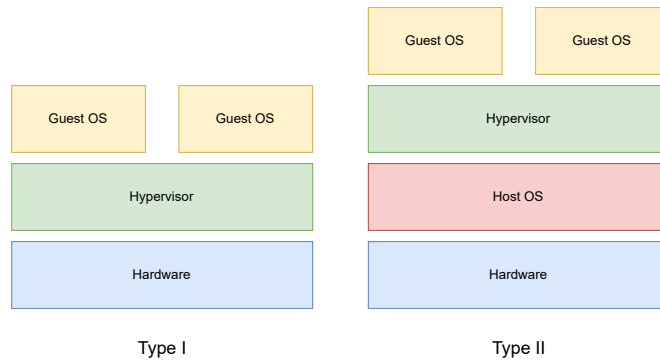 Guest OS
Guest OS
Hypervisor
Hardware
Type I
Guest OS
Guest OS
Hypervisor
Host OS
Hardware
Type II